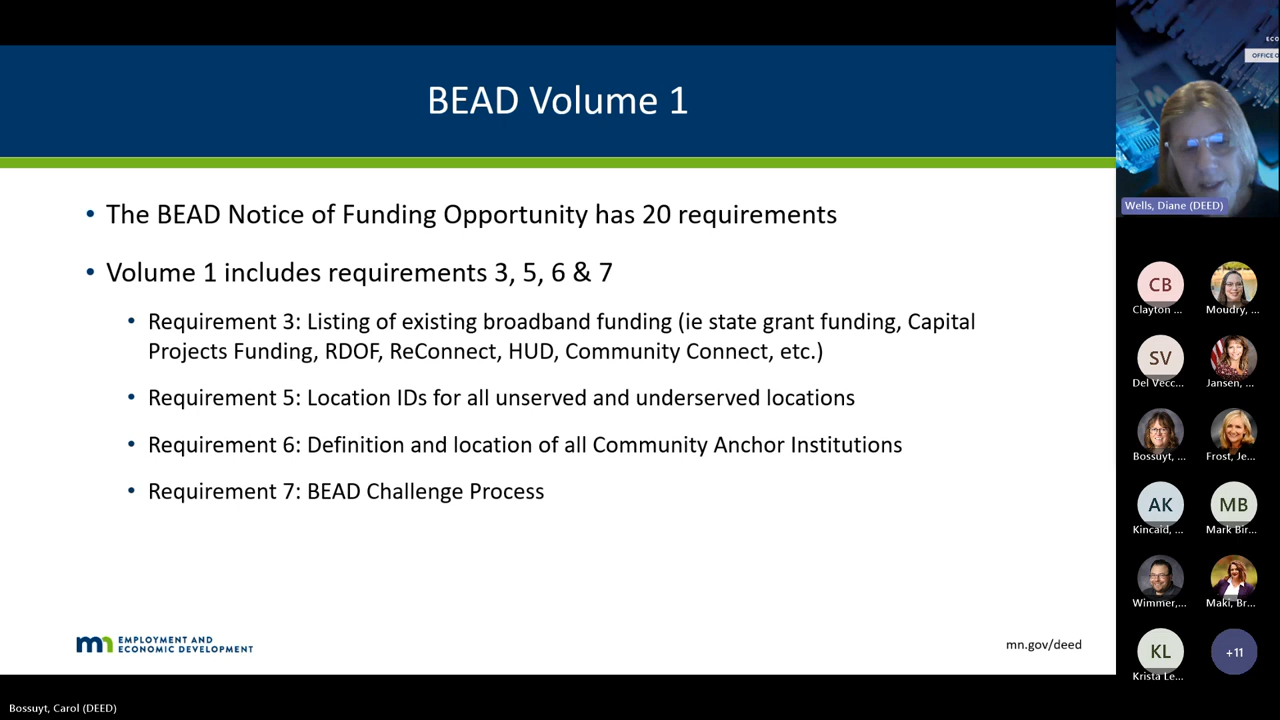 BEAD Volume 1
• The BEAD Notice of Funding Opportunity has 20 requirements
• Volume 1 includes requirements 3, 5, 6 & 7
• Requirement 3: Listing of existing broadband funding (ie state grant funding, Capital
Projects Funding, RDOF, ReConnect, HUD, Community Connect, etc.)
• Requirement 5: Location IDs for all unserved and underserved locations
• Requirement 6: Definition and location of all Community Anchor Institutions
• Requirement 7: BEAD Challenge Process
mn EMPLOYMENT AND
ECONOMIC DEVELOPMENT
mn.gov/deed
Bossuyt, Carol (DEED)
ECO
OFFICE O
Wells, Diane (DEED)
CB
Clayton ...
Moudry, ...
SV
Del Vecc...
Jansen, ...
Bossuyt, ...
Frost, Je...
AK
Kincaid, ...
MB
Mark Bir...
Wimmer,...
Maki, Br...
KL
Krista Le...
+11